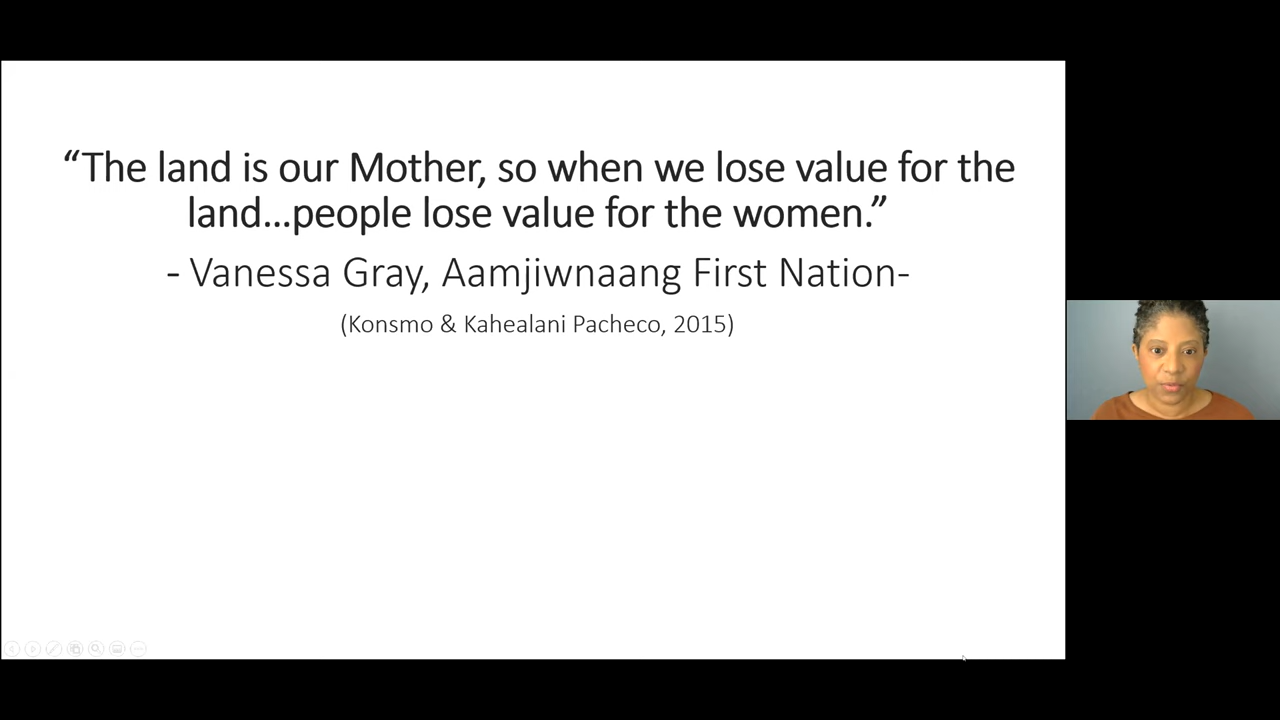 “The land is our Mother, so when we lose value for the
land…people lose value for the women.”
- Vanessa Gray, Aamjiwnaang First Nation-
(Konsmo & Kahealani Pacheco, 2015)